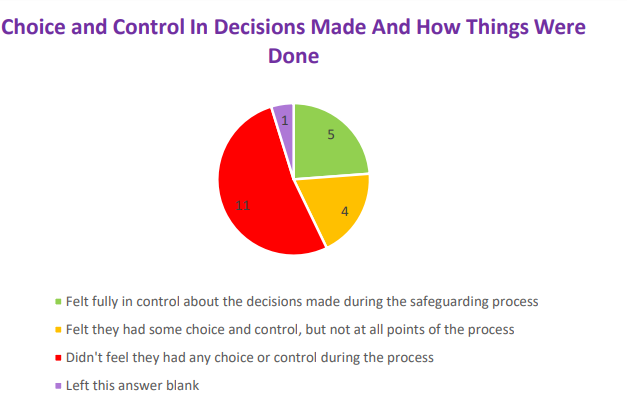 Choice and Control In Decisions Made And How Things Were
Done
1
5
11
4
Felt fully in control about the decisions made during the safeguarding process
Felt they had some choice and control, but not at all points of the process
Didn't feel they had any choice or control during the process
Left this answer blank